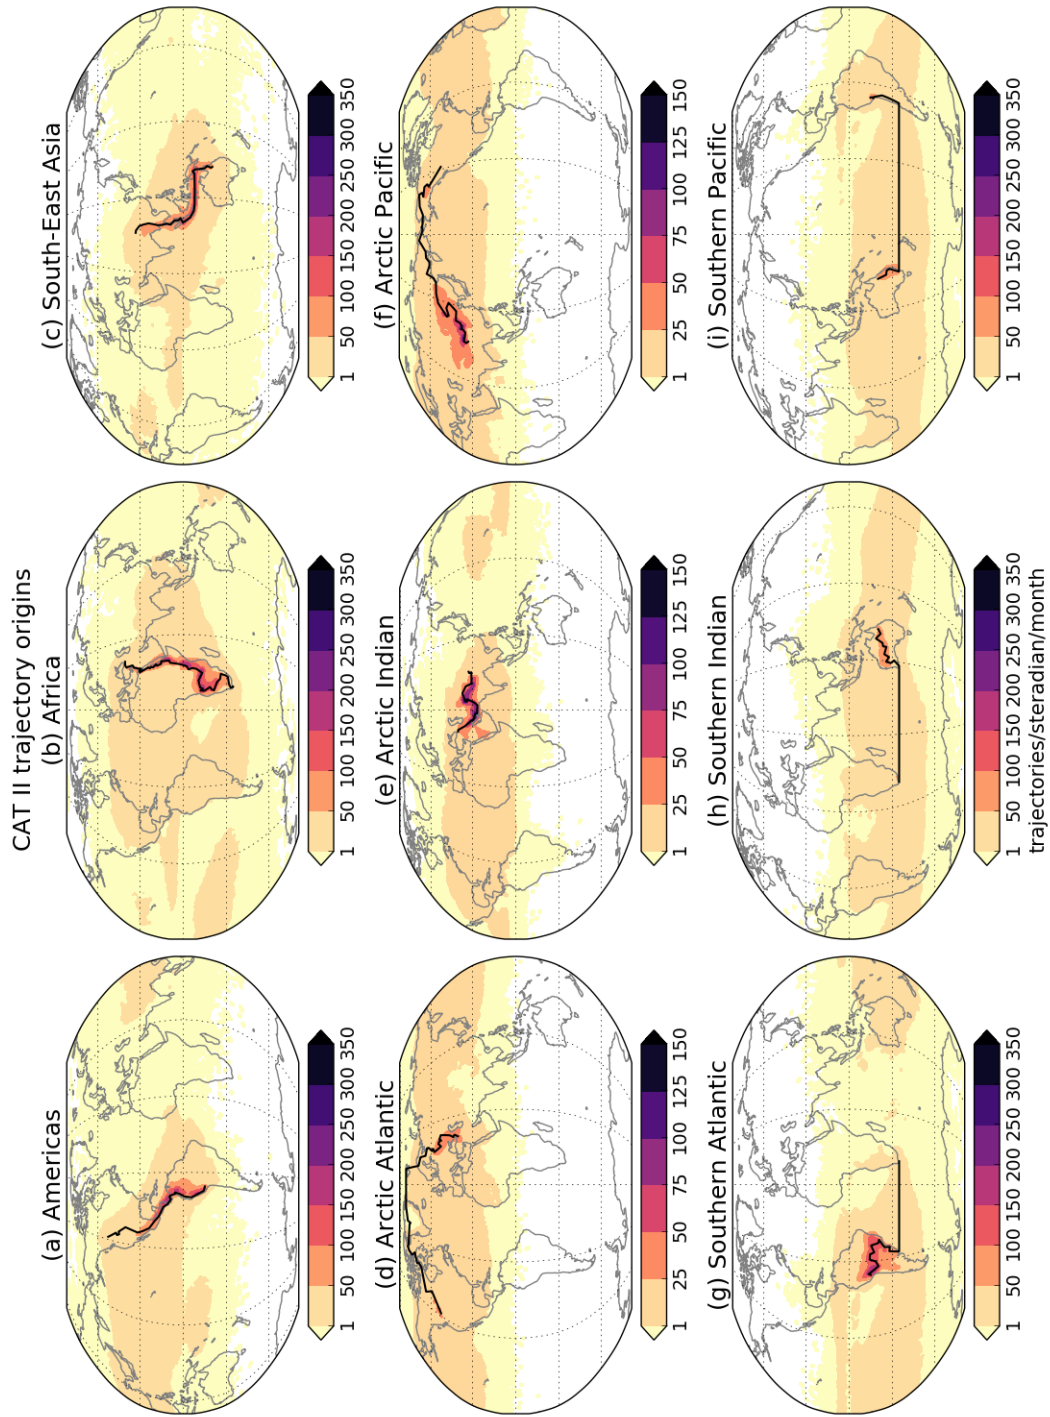 CAT II trajectory origins
(a) Americas
(b) Africa
(c) South-East Asia
1 50 100 150 200 250 300 350
1 50 100 150 200 250 300 350
1 50 100 150 200 250 300 350
(d) Arctic Atlantic
(e) Arctic Indian
(f) Arctic Pacific
1 25 50 75 100 125 150
1 25 50 75 100 125 150
1 25 50 75 100 125 150
(g) Southern Atlantic
(h) Southern Indian
(i) Southern Pacific
1 50 100 150 200 250 300 350
1 50 100 150 200 250 300 350
1 50 100 150 200 250 300 350
trajectories/steradian/month